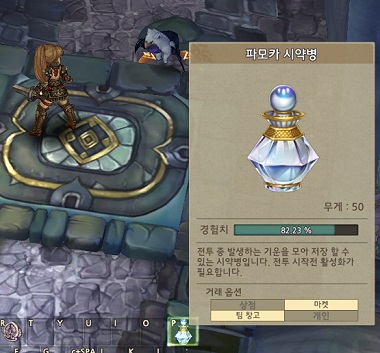 파모카 시약병
무게 : 50
경험치 82.23 %
전투 중 발생하는 기운을 모아 저장 할 수
있는 시약병입니다. 전투 시작전 활성화가
필요합니다.
거래 옵션
상점 마켓
팀 창고 개인
R T Y U I O P
F G J K L